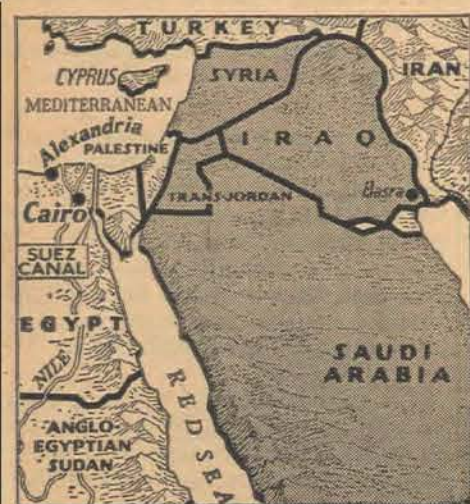 TURKEY
CYPRUS
SYRIA
IRAN
MEDITERRANEAN
Alexandria
PALESTINE
IRAQ
TRANS-JORDAN
Basra
Cairo
SUEZ
CANAL
EGYPT
NILE
RED SEA
SAUDI
ARABIA
ANGLO
EGYPTIAN
SUDAN